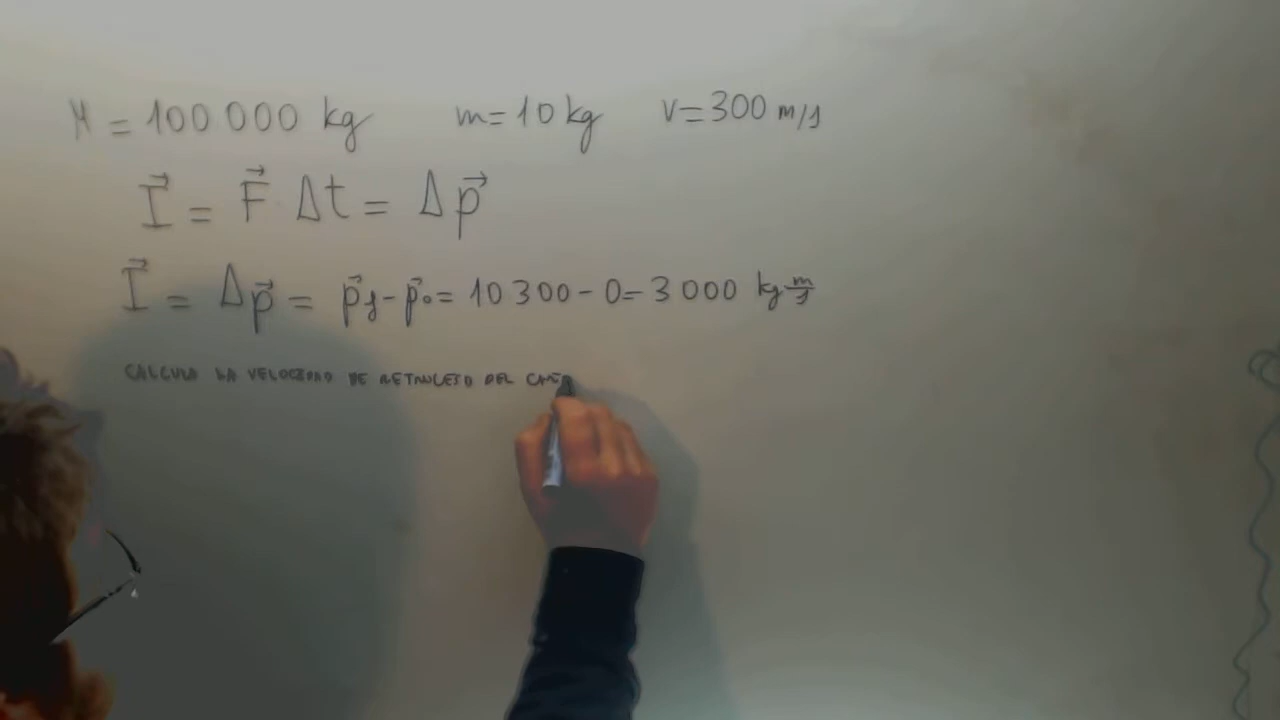 M = 100 000 kg m = 10 kg v = 300 m/s
I⃗ = F⃗ Δt = Δp⃗
I⃗ = Δp⃗ = p⃗f - p⃗₀ = 10 300 - 0 = 3 000 kg m/s
CALCULA LA VELOCIDAD DE RETROCESO DEL